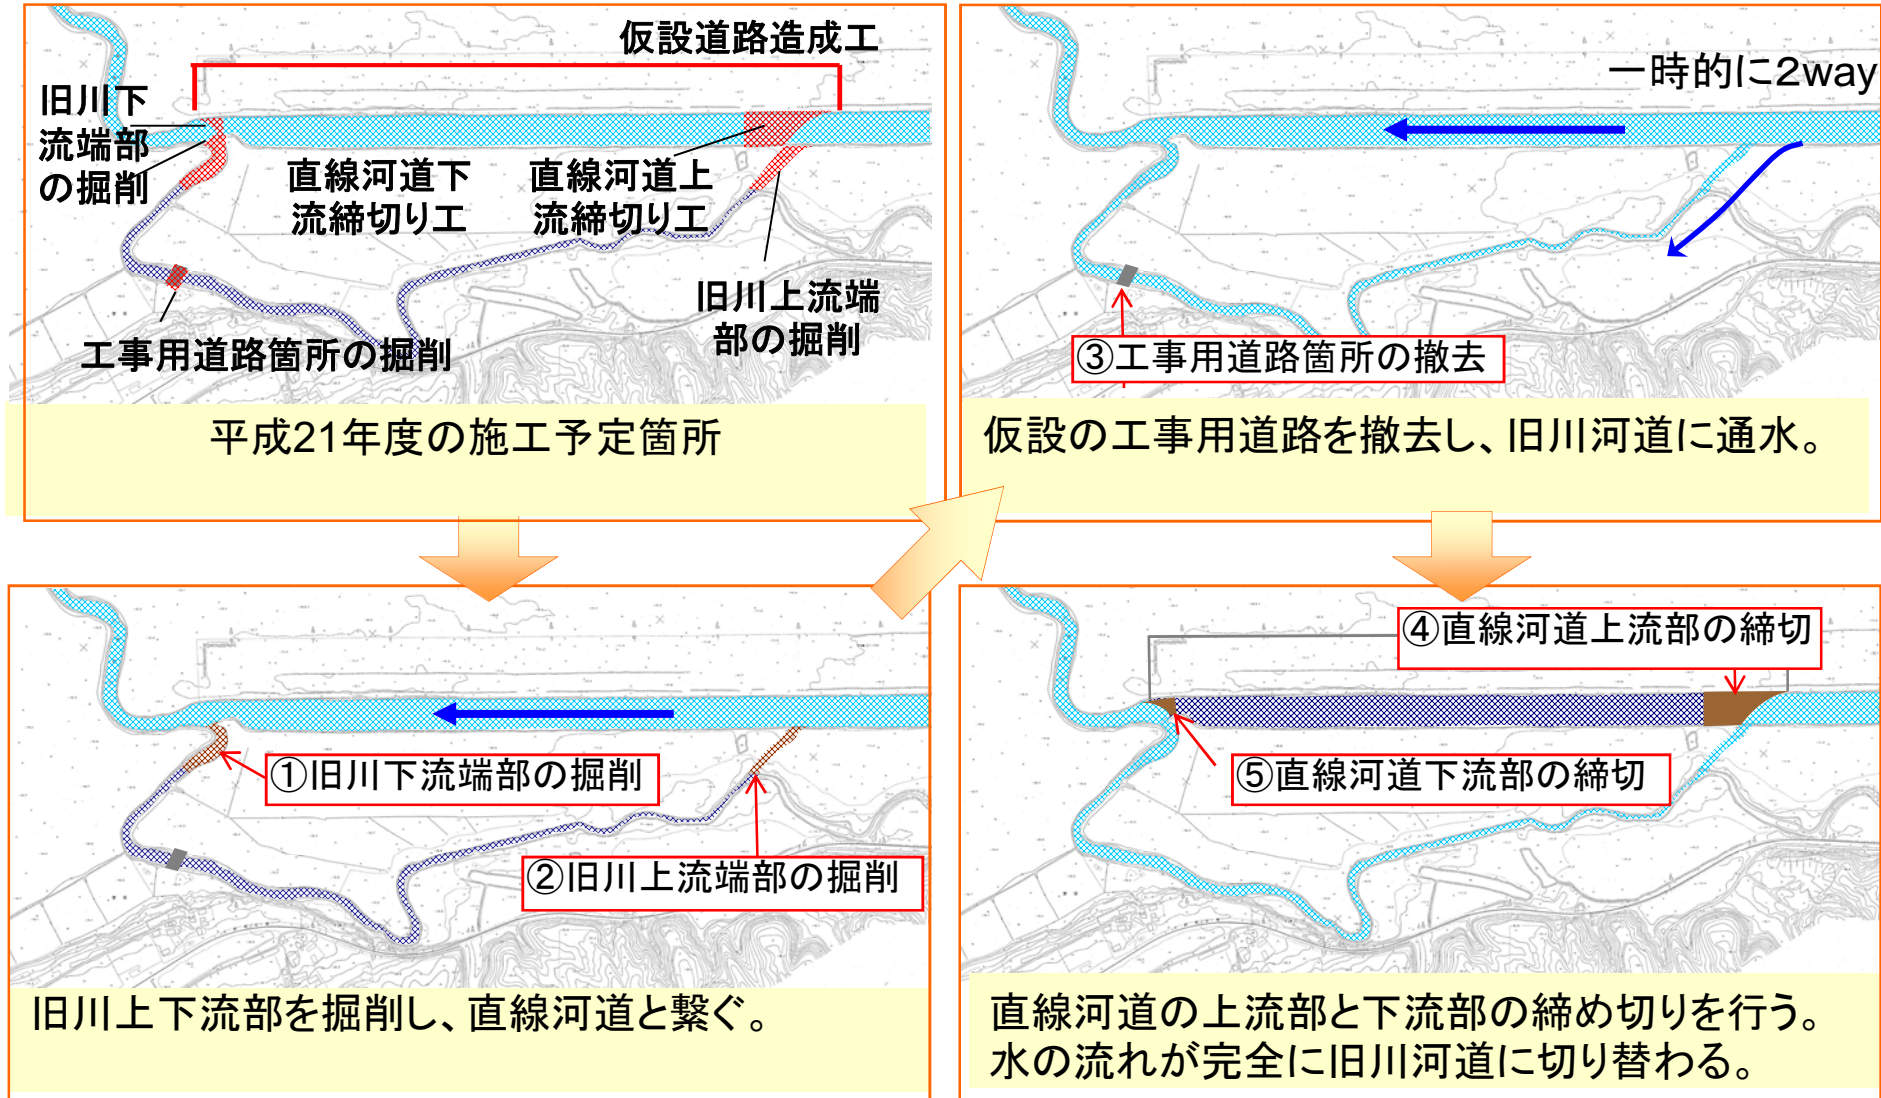 仮設道路造成工
旧川下
流端部
の掘削
直線河道下
流締切り工
直線河道上
流締切り工
旧川上流端
部の掘削
工事用道路箇所の掘削
平成21年度の施工予定箇所
①旧川下流端部の掘削
②旧川上流端部の掘削
旧川上下流部を掘削し、直線河道と繋ぐ。
一時的に2way
③工事用道路箇所の撤去
仮設の工事用道路を撤去し、旧川河道に通水。
④直線河道上流部の締切
⑤直線河道下流部の締切
直線河道の上流部と下流部の締め切りを行う。
水の流れが完全に旧川河道に切り替わる。